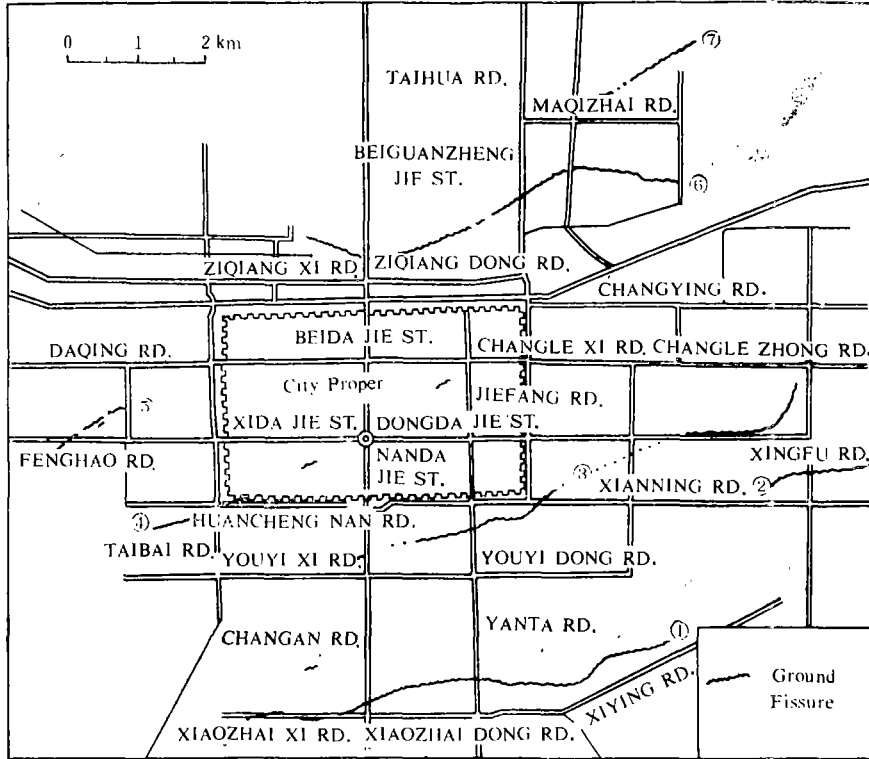 0 1 2 km
⑦
TAIHUA RD.
MAQIZHAI RD.
BEIGUANZHENG
JIE ST.
⑥
ZIQIANG XI RD.
ZIQIANG DONG RD.
CHANGYING RD.
BEIDA JIE ST.
DAQING RD.
CHANGLE XI RD.
CHANGLE ZHONG RD.
City Proper
JIEFANG RD.
⑤
XIDA JIE ST.
DONGDA JIE ST.
FENGHAO RD.
NANDA
JIE ST.
XINGFU RD.
③
XIANNING RD.
②
④
HUANCHENG NAN RD.
TAIBAI RD.
YOUYI XI RD.
YOUYI DONG RD.
CHANGAN RD.
YANTA RD.
①
XIYING RD.
Ground
Fissure
XIAOZHAI XI RD.
XIAOZHAI DONG RD.